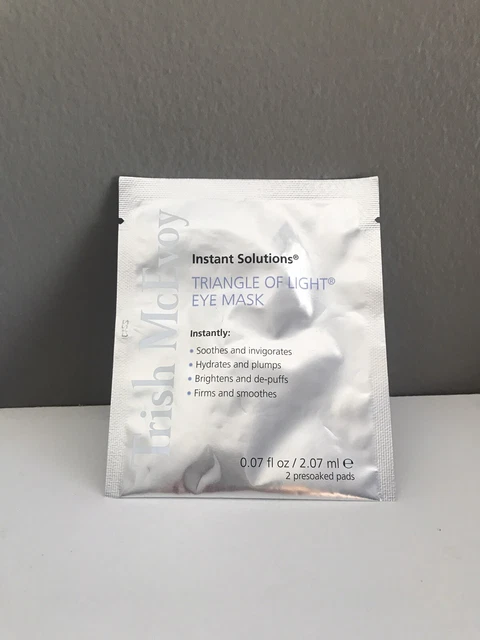 Trish McEvoy
Instant Solutions®
TRIANGLE OF LIGHT®
EYE MASK
Instantly:
• Soothes and invigorates
• Hydrates and plumps
• Brightens and de-puffs
• Firms and smoothes
0.07 fl oz / 2.07 ml ℮
2 presoaked pads